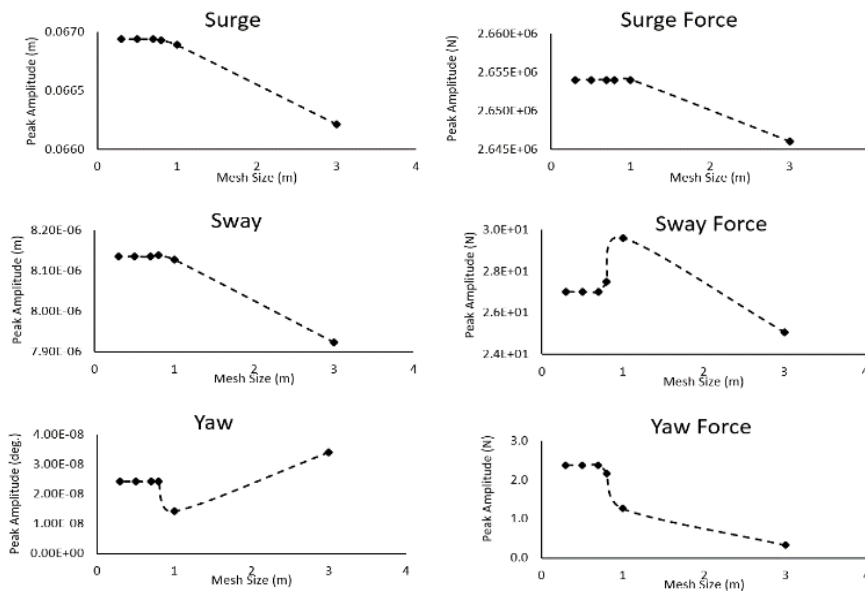 Surge
Peak Amplitude (m)
0.0670
0.0665
0.0660
0
1
2
3
4
Mesh Size (m)
Surge Force
Peak Amplitude (N)
2.660E+06
2.655E+06
2.650E+06
2.645E+06
0
1
2
3
4
Mesh Size (m)
Sway
Peak Amplitude (m)
8.20E-06
8.10E-06
8.00E-06
7.90E-06
0
1
2
3
4
Mesh Size (m)
Sway Force
Peak Amplitude (N)
3.0E+01
2.8E+01
2.6E+01
2.4E+01
0
1
2
3
4
Mesh Size (m)
Yaw
Peak Amplitude (deg.)
4.00E-08
3.00E-08
2.00E-08
1.00E-08
0.00E+00
0
1
2
3
4
Mesh Size (m)
Yaw Force
Peak Amplitude (N)
3.0
2.0
1.0
0.0
0
1
2
3
4
Mesh Size (m)